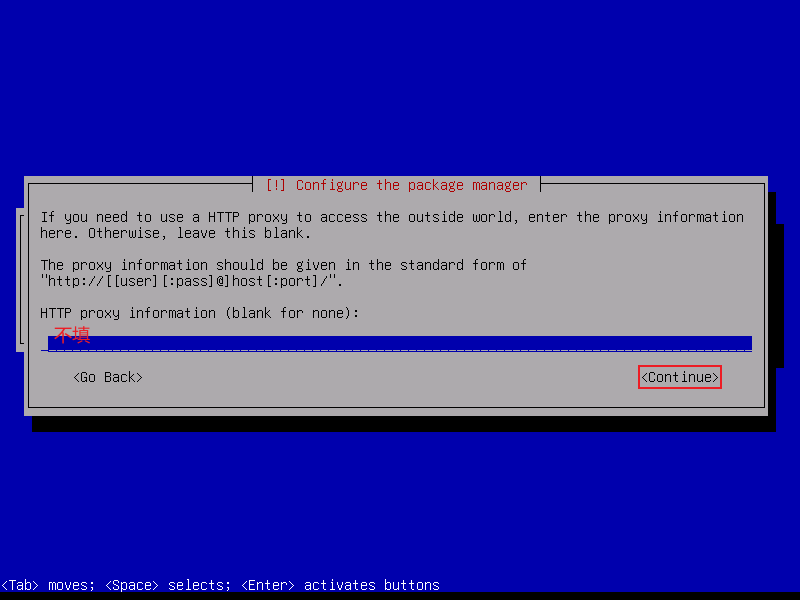 [!] Configure the package manager
If you need to use a HTTP proxy to access the outside world, enter the proxy information
here. Otherwise, leave this blank.
The proxy information should be given in the standard form of
"http://[[user][:pass]@]host[:port]/".
HTTP proxy information (blank for none):
不填
<Go Back> <Continue>
<Tab> moves; <Space> selects; <Enter> activates buttons